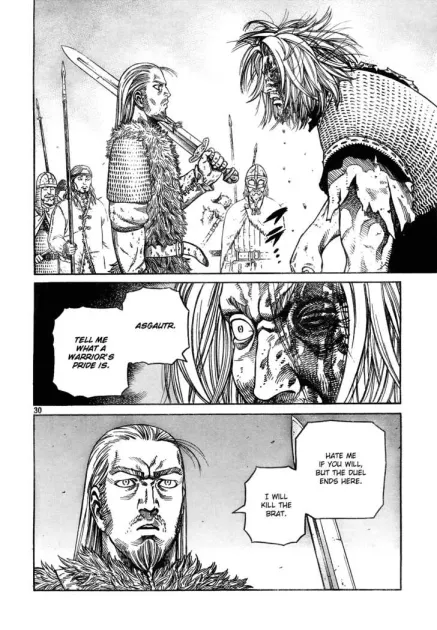 ASGAUTR.
TELL ME
WHAT A
WARRIOR'S
PRIDE IS.
30
HATE ME
IF YOU WILL,
BUT THE DUEL
ENDS HERE.
I WILL
KILL THE
BRAT.